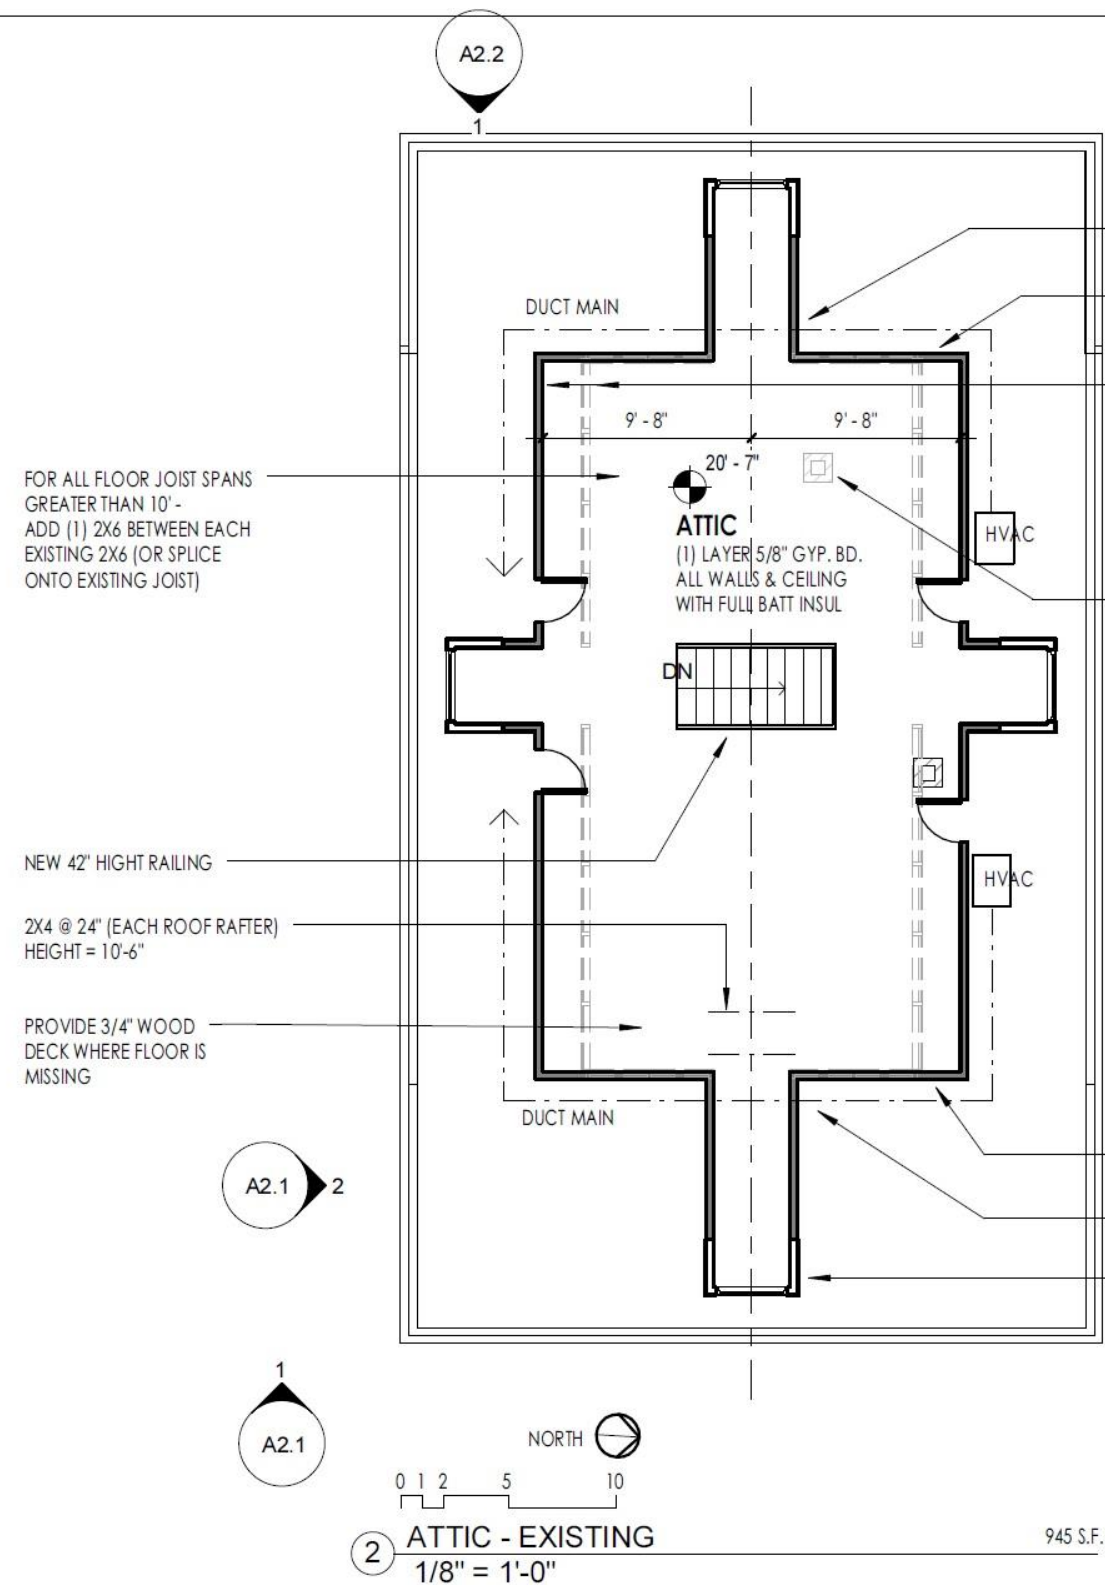 A2.2
1
DUCT MAIN
9' - 8"
9' - 8"
20' - 7"
FOR ALL FLOOR JOIST SPANS
GREATER THAN 10' -
ADD (1) 2X6 BETWEEN EACH
EXISTING 2X6 (OR SPLICE
ONTO EXISTING JOIST)
ATTIC
(1) LAYER 5/8" GYP. BD.
ALL WALLS & CEILING
WITH FULL BATT INSUL
HVAC
DN
NEW 42" HIGHT RAILING
HVAC
2X4 @ 24" (EACH ROOF RAFTER)
HEIGHT = 10'-6"
PROVIDE 3/4" WOOD
DECK WHERE FLOOR IS
MISSING
DUCT MAIN
A2.1
2
1
A2.1
NORTH
0 1 2 5 10
2
ATTIC - EXISTING
945 S.F.
1/8" = 1'-0"